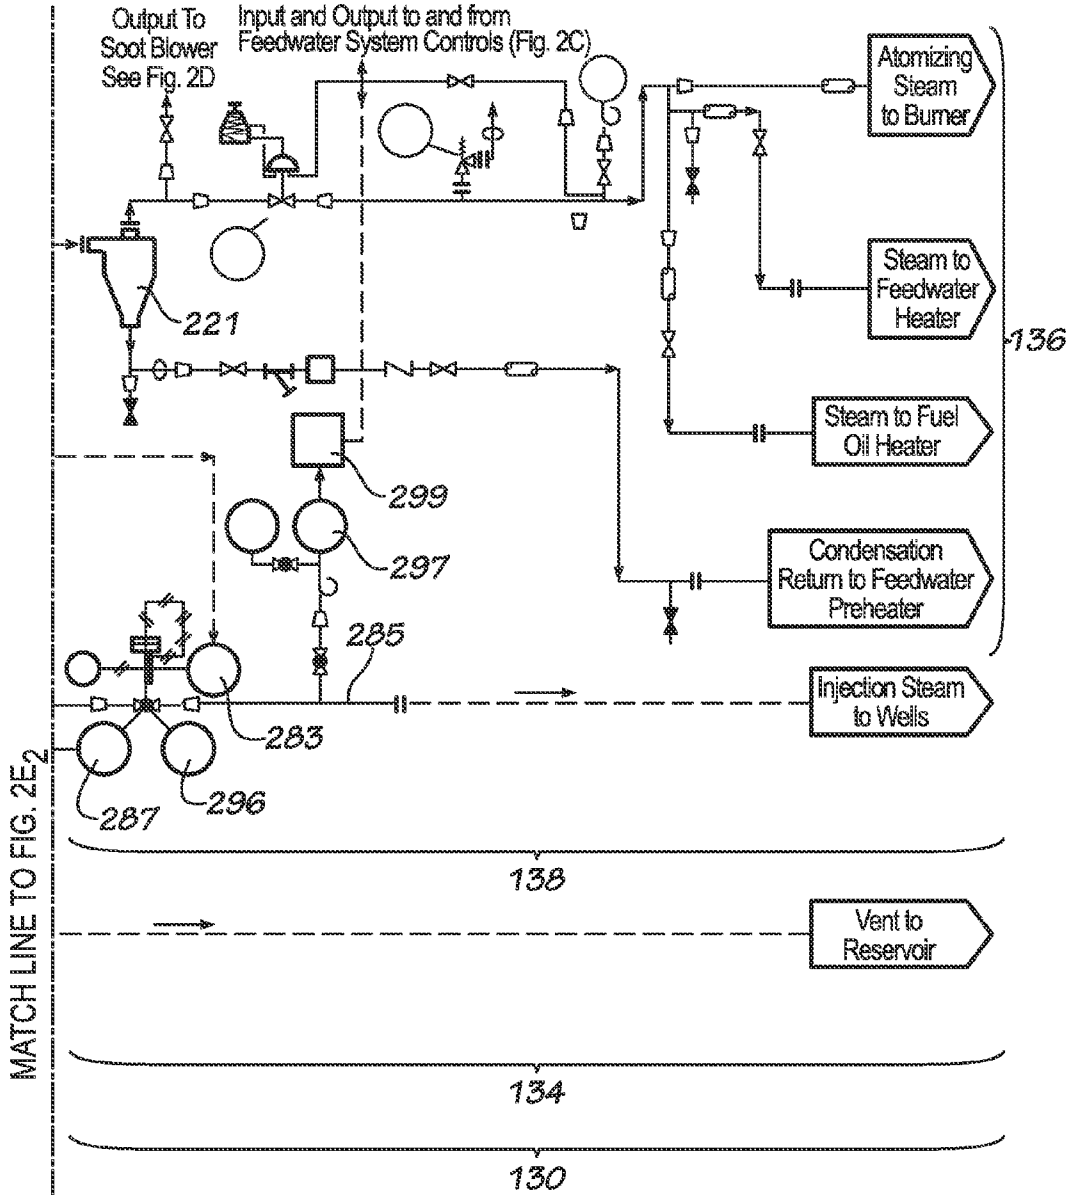 Output To
Soot Blower
See Fig. 2D
Input and Output to and from
Feedwater System Controls (Fig. 2C)
Atomizing
Steam
to Burner
Steam to
Feedwater
Heater
221
136
Steam to Fuel
Oil Heater
299
297
Condensation
Return to Feedwater
Preheater
285
Injection Steam
to Wells
283
296
287
138
Vent to
Reservoir
134
130
MATCH LINE TO FIG. 2E2